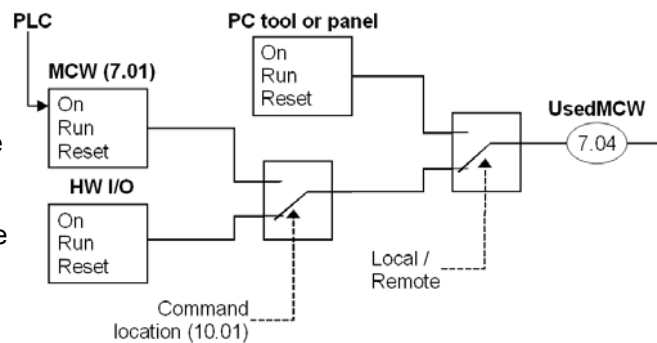 PLC
PC tool or panel
MCW (7.01)
On
Run
Reset
On
Run
Reset
UsedMCW
7.04
e
HW I/O
On
Run
Reset
e
Local /
Remote
Command
location (10.01)